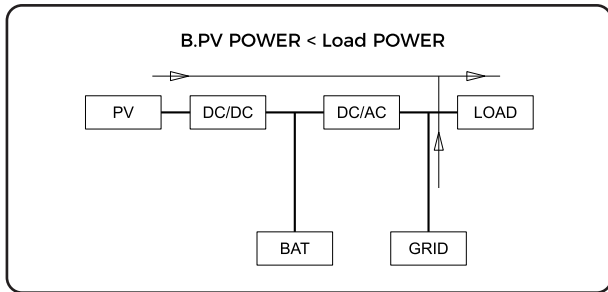 B.PV POWER < Load POWER
PV DC/DC DC/AC LOAD
BAT GRID